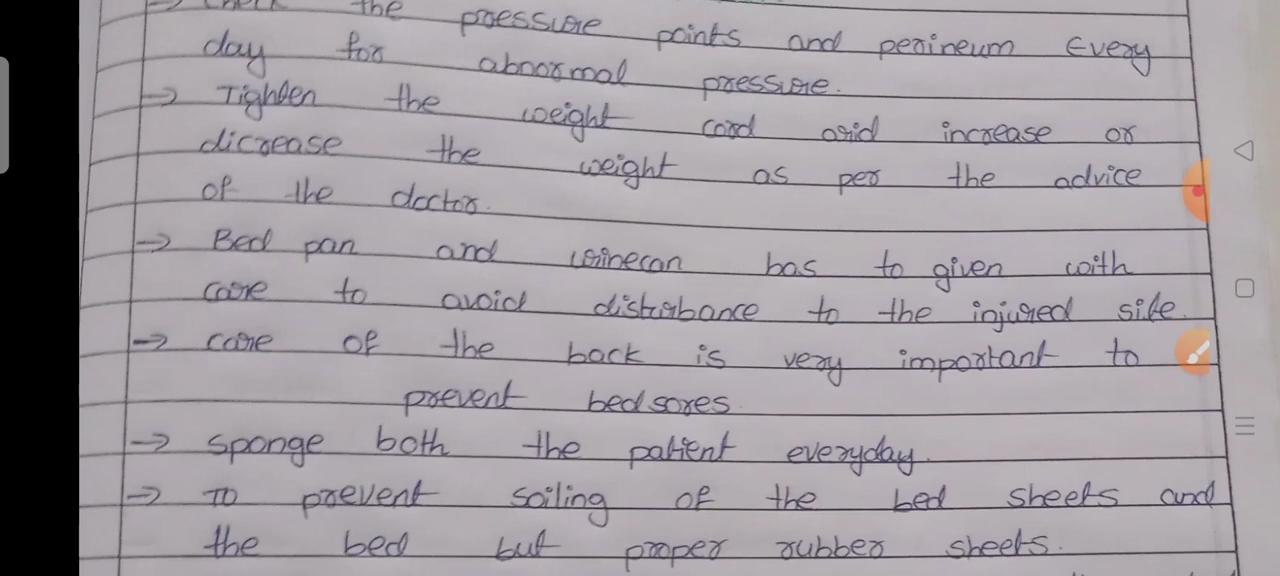 → Check the pressure points and perineum Every
day for abnormal pressure.
→ Tighten the weight cord and increase or
dicrease the weight as per the advice
of the doctor.
→ Bed pan and urinecan has to given with
care to avoid disturbance to the injured side.
→ care of the back is very important to
prevent bedsores.
→ sponge both the patient everyday.
→ To prevent soiling of the bed sheets and
the bed but proper rubber sheets.